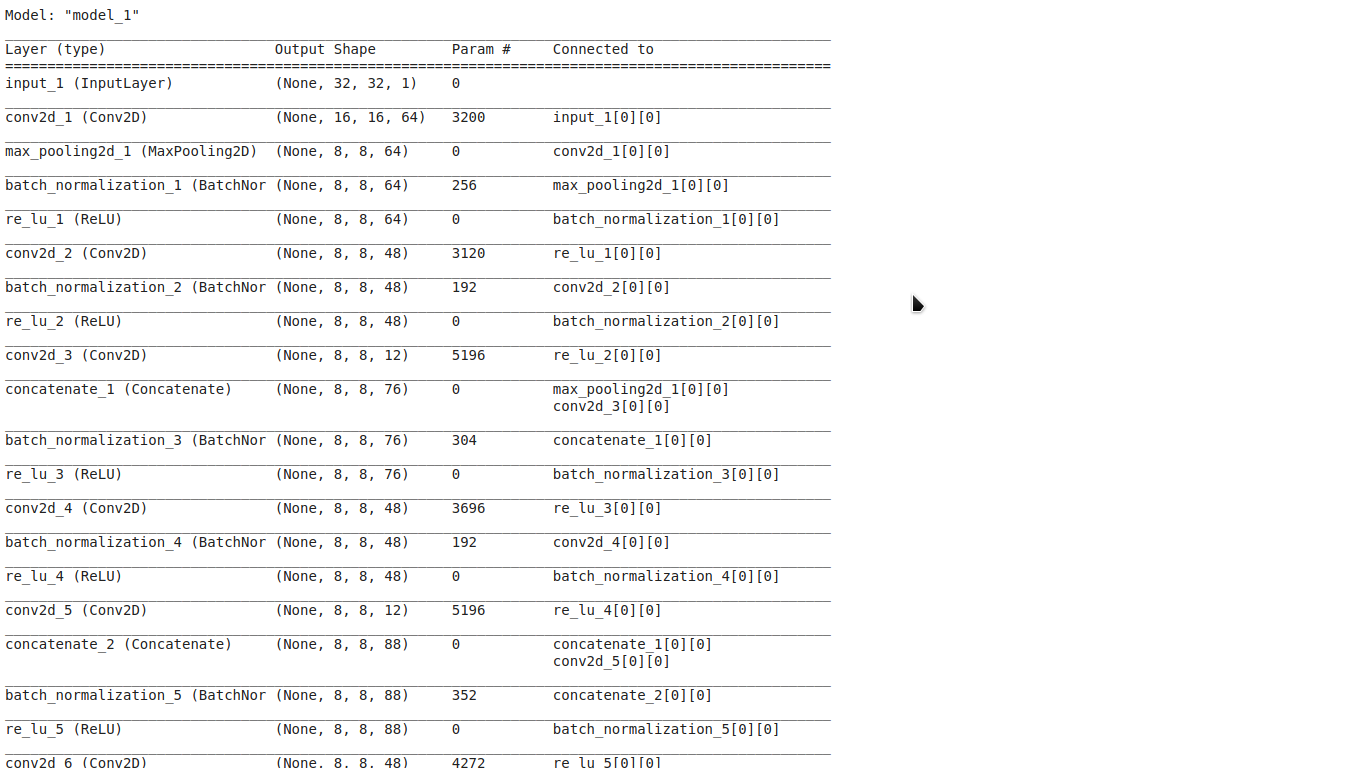 Model: "model_1"
Layer (type) Output Shape Param # Connected to
input_1 (InputLayer) (None, 32, 32, 1) 0
conv2d_1 (Conv2D) (None, 16, 16, 64) 3200 input_1[0][0]
max_pooling2d_1 (MaxPooling2D) (None, 8, 8, 64) 0 conv2d_1[0][0]
batch_normalization_1 (BatchNor (None, 8, 8, 64) 256 max_pooling2d_1[0][0]
re_lu_1 (ReLU) (None, 8, 8, 64) 0 batch_normalization_1[0][0]
conv2d_2 (Conv2D) (None, 8, 8, 48) 3120 re_lu_1[0][0]
batch_normalization_2 (BatchNor (None, 8, 8, 48) 192 conv2d_2[0][0]
re_lu_2 (ReLU) (None, 8, 8, 48) 0 batch_normalization_2[0][0]
conv2d_3 (Conv2D) (None, 8, 8, 12) 5196 re_lu_2[0][0]
concatenate_1 (Concatenate) (None, 8, 8, 76) 0 max_pooling2d_1[0][0]
conv2d_3[0][0]
batch_normalization_3 (BatchNor (None, 8, 8, 76) 304 concatenate_1[0][0]
re_lu_3 (ReLU) (None, 8, 8, 76) 0 batch_normalization_3[0][0]
conv2d_4 (Conv2D) (None, 8, 8, 48) 3696 re_lu_3[0][0]
batch_normalization_4 (BatchNor (None, 8, 8, 48) 192 conv2d_4[0][0]
re_lu_4 (ReLU) (None, 8, 8, 48) 0 batch_normalization_4[0][0]
conv2d_5 (Conv2D) (None, 8, 8, 12) 5196 re_lu_4[0][0]
concatenate_2 (Concatenate) (None, 8, 8, 88) 0 concatenate_1[0][0]
conv2d_5[0][0]
batch_normalization_5 (BatchNor (None, 8, 8, 88) 352 concatenate_2[0][0]
re_lu_5 (ReLU) (None, 8, 8, 88) 0 batch_normalization_5[0][0]
conv2d_6 (Conv2D) (None, 8, 8, 48) 4272 re_lu_5[0][0]